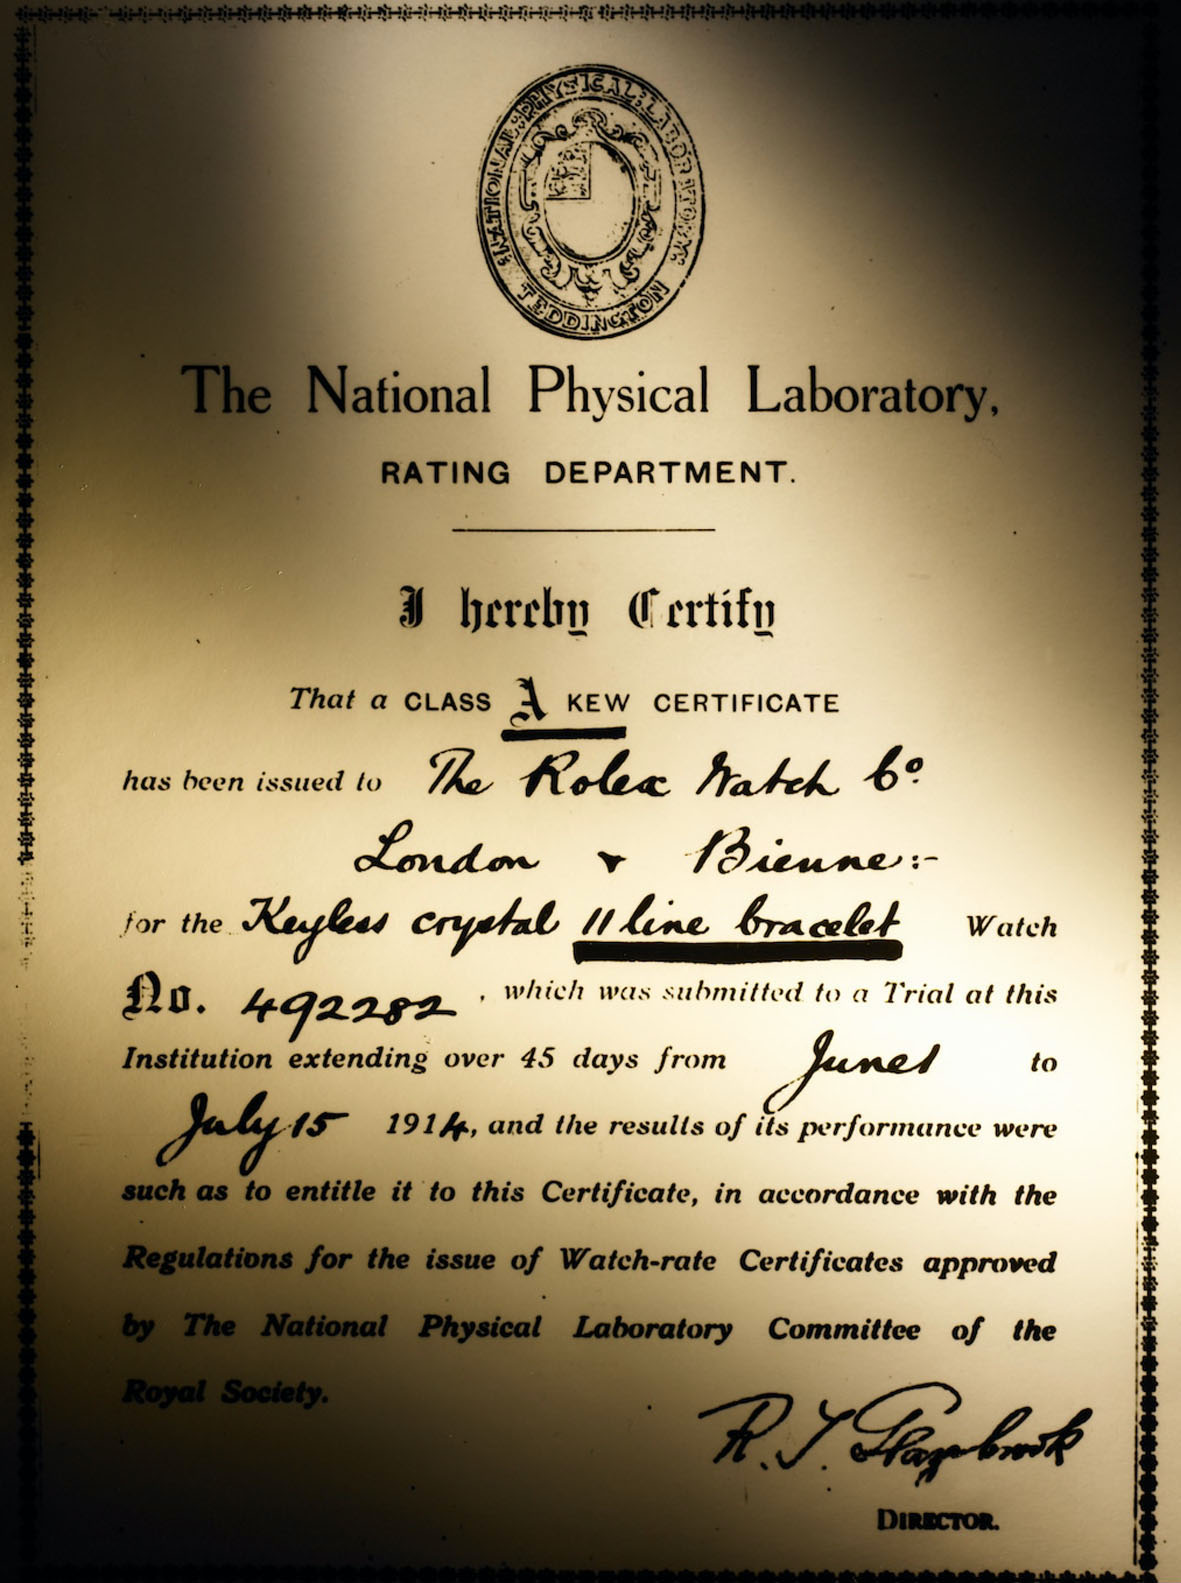 NATIONAL PHYSICAL LABORATORY
TEDDINGTON
The National Physical Laboratory,
RATING DEPARTMENT.
I hereby Certify
That a CLASS A KEW CERTIFICATE
has been issued to The Rolex Watch Co.
London & Bienne:-
for the Keyless crystal 11 line bracelet Watch
No. 492282, which was submitted to a Trial at this
Institution extending over 45 days from June 1 to
July 15 1914, and the results of its performance were
such as to entitle it to this Certificate, in accordance with the
Regulations for the issue of Watch-rate Certificates approved
by The National Physical Laboratory Committee of the
Royal Society.
R. T. Glazebrook
DIRECTOR.